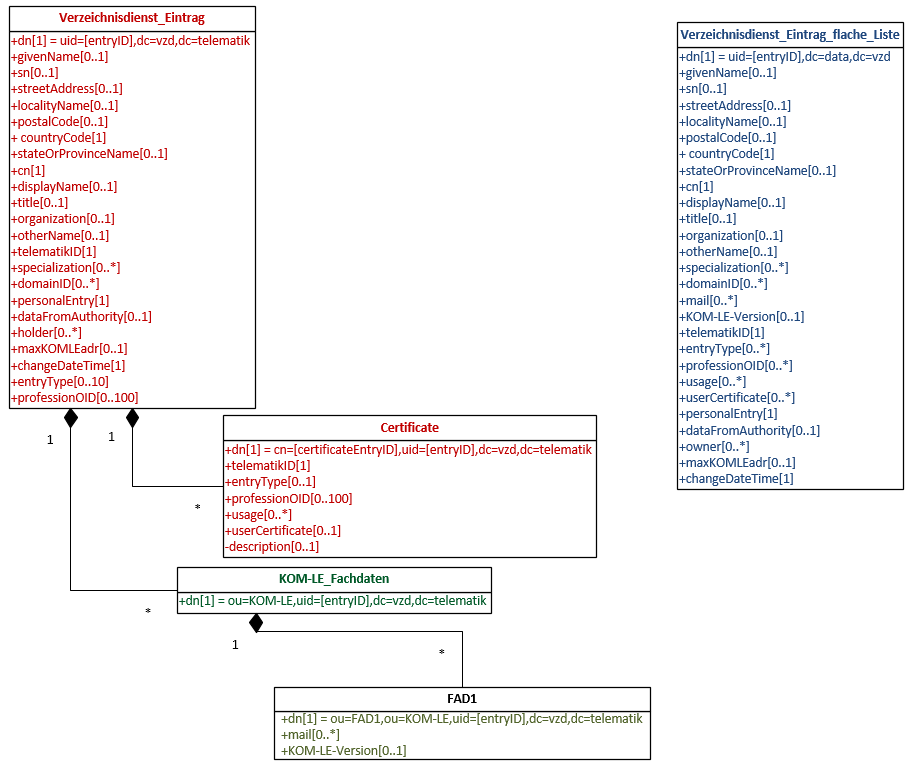 Verzeichnisdienst_Eintrag
+dn[1] = uid=[entryID],dc=vzd,dc=telematik
+givenName[0..1]
+sn[0..1]
+streetAddress[0..1]
+localityName[0..1]
+postalCode[0..1]
+ countryCode[1]
+stateOrProvinceName[0..1]
+cn[1]
+displayName[0..1]
+title[0..1]
+organization[0..1]
+otherName[0..1]
+telematikID[1]
+specialization[0..*]
+domainID[0..*]
+personalEntry[1]
+dataFromAuthority[0..1]
+holder[0..*]
+maxKOMLEadr[0..1]
+changeDateTime[1]
+entryType[0..10]
+professionOID[0..100]
1
1
*
*
Certificate
+dn[1] = cn=[certificateEntryID],uid=[entryID],dc=vzd,dc=telematik
+telematikID[1]
+entryType[0..1]
+professionOID[0..100]
+usage[0..*]
+userCertificate[0..1]
-description[0..1]
KOM-LE_Fachdaten
+dn[1] = ou=KOM-LE,uid=[entryID],dc=vzd,dc=telematik
1
*
FAD1
+dn[1] = ou=FAD1,ou=KOM-LE,uid=[entryID],dc=vzd,dc=telematik
+mail[0..*]
+KOM-LE-Version[0..1]
Verzeichnisdienst_Eintrag_flache_Liste
+dn[1] = uid=[entryID],dc=data,dc=vzd
+givenName[0..1]
+sn[0..1]
+streetAddress[0..1]
+localityName[0..1]
+postalCode[0..1]
+ countryCode[1]
+stateOrProvinceName[0..1]
+cn[1]
+displayName[0..1]
+title[0..1]
+organization[0..1]
+otherName[0..1]
+specialization[0..*]
+domainID[0..*]
+mail[0..*]
+KOM-LE-Version[0..1]
+telematikID[1]
+entryType[0..*]
+professionOID[0..*]
+usage[0..*]
+userCertificate[0..*]
+personalEntry[1]
+dataFromAuthority[0..1]
+owner[0..*]
+maxKOMLEadr[0..1]
+changeDateTime[1]